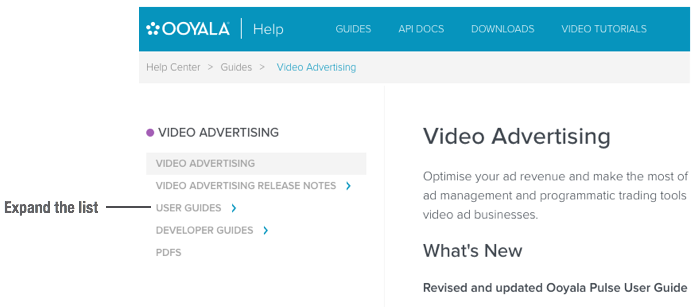 OOYALA Help GUIDES API DOCS DOWNLOADS VIDEO TUTORIALS
Help Center > Guides > Video Advertising
VIDEO ADVERTISING
VIDEO ADVERTISING
VIDEO ADVERTISING RELEASE NOTES >
Expand the list
USER GUIDES >
DEVELOPER GUIDES >
PDFS
Video Advertising
Optimise your ad revenue and make the most of
ad management and programmatic trading tools
video ad businesses.
What's New
Revised and updated Ooyala Pulse User Guide